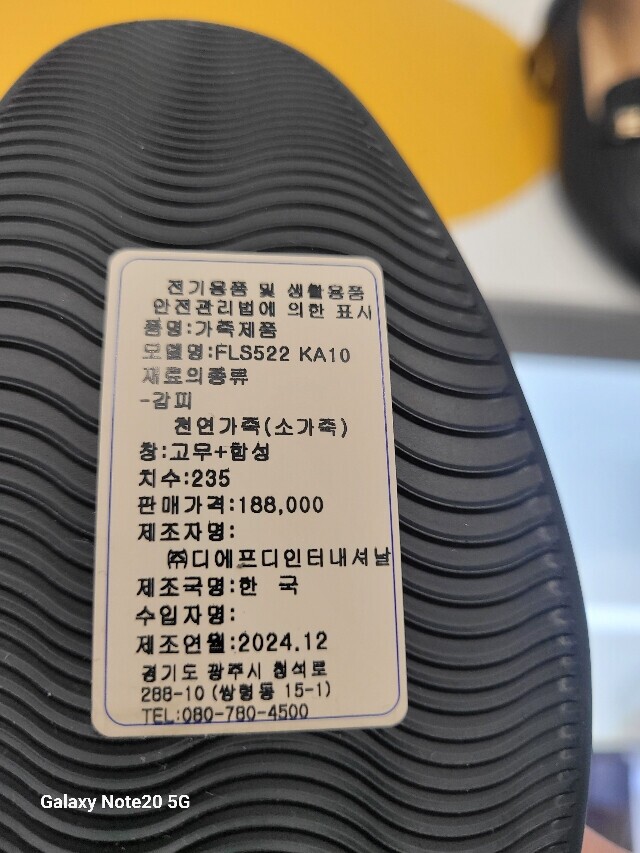 전기용품 및 생활용품
안전관리법에 의한 표시
품명:가죽제품
모델명:FLS522 KA10
재료의종류
-감피
천연가죽(소가죽)
창:고무+합성
치수:235
판매가격:188,000
제조자명:
㈜디에프디인터내셔날
제조국명:한 국
수입자명:
제조연월:2024.12
경기도 광주시 청석로
288-10 (쌍령동 15-1)
TEL:080-780-4500
Galaxy Note20 5G